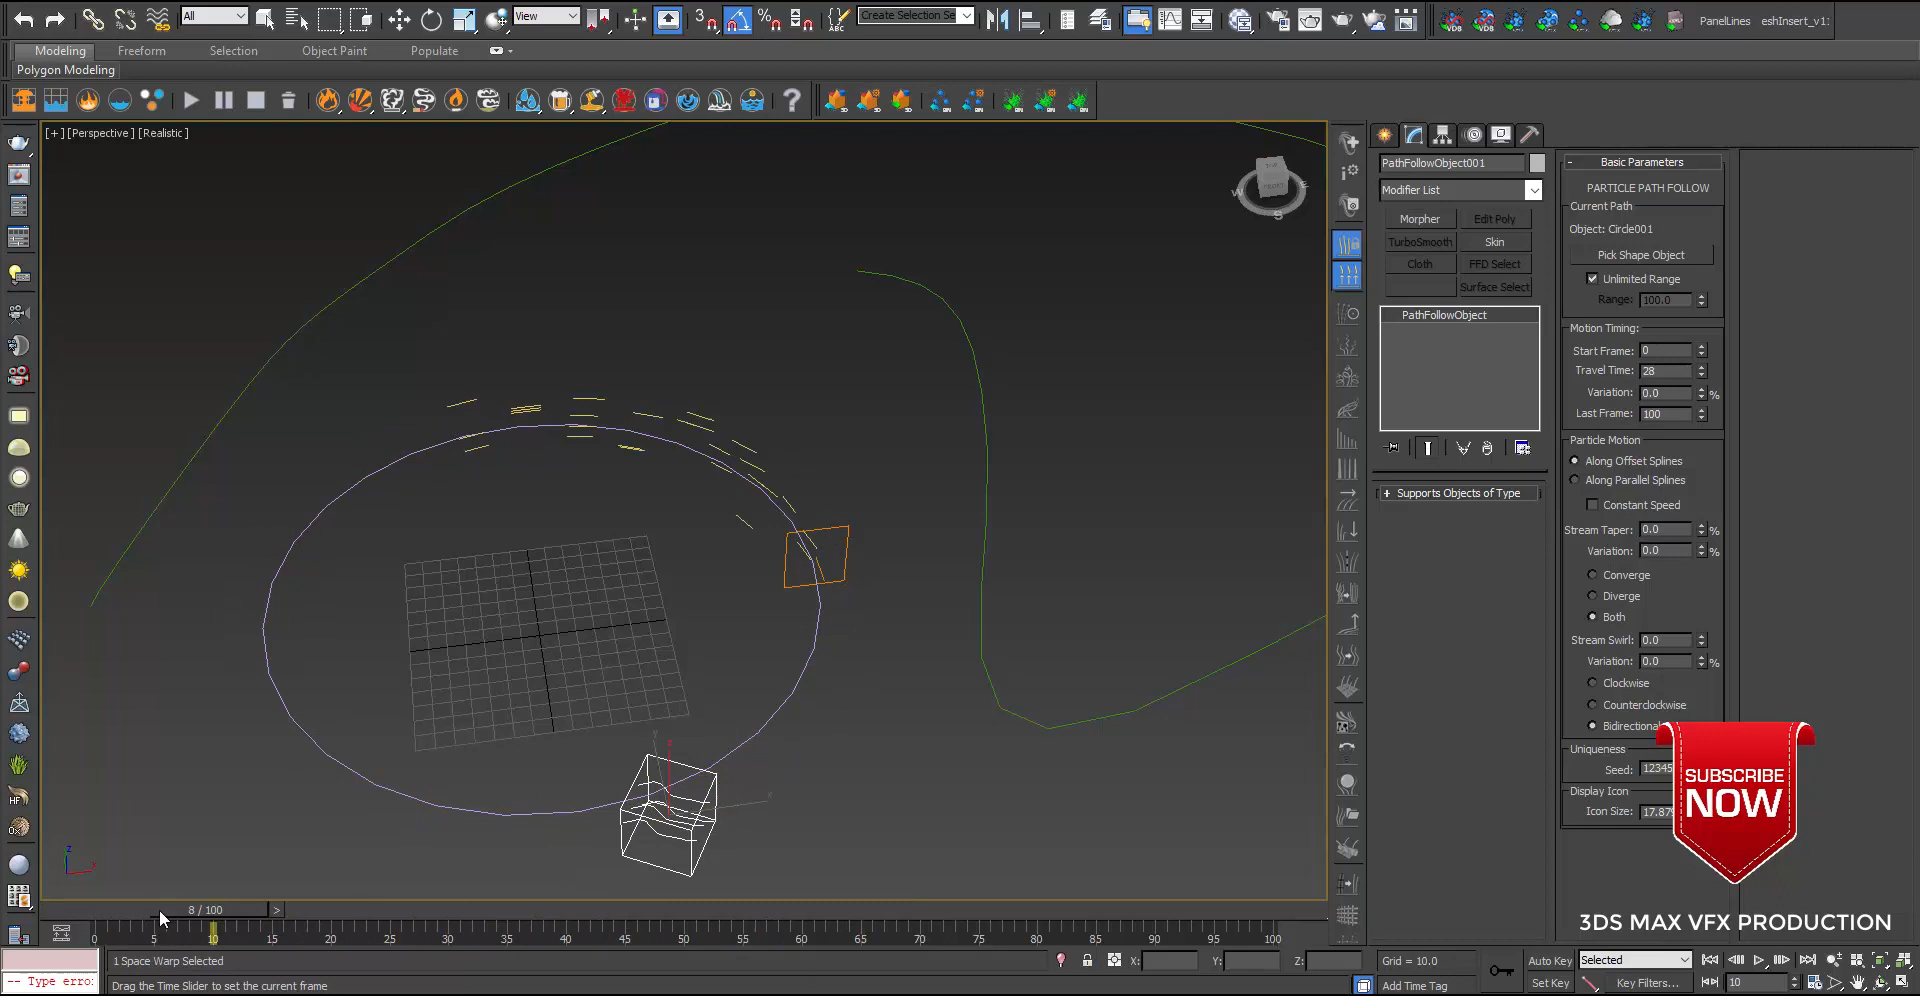 All
View
Create Selection Se
PanelLines
eshInsert_v1:
Modeling
Freeform
Selection
Object Paint
Populate
Polygon Modeling
[+] [Perspective ] [Realistic ]
PathFollowObject001
Modifier List
Morpher
Edit Poly
TurboSmooth
Skin
Cloth
FFD Select
Surface Select
PathFollowObject
+ Supports Objects of Type
- Basic Parameters
PARTICLE PATH FOLLOW
Current Path
Object: Circle001
Pick Shape Object
Unlimited Range
Range: 100.0
Motion Timing:
Start Frame: 0
Travel Time: 28
Variation: 0.0 %
Last Frame: 100
Particle Motion
Along Offset Splines
Along Parallel Splines
Constant Speed
Stream Taper: 0.0 %
Variation: 0.0 %
Converge
Diverge
Both
Stream Swirl: 0.0
Variation: 0.0 %
Clockwise
Counterclockwise
Bidirectional
Uniqueness
Seed: 12345
Display Icon
Icon Size: 17.879
SUBSCRIBE
NOW
3DS MAX VFX PRODUCTION
8 / 100 >
0 5 10 15 20 25 30 35 40 45 50 55 60 65 70 75 80 85 90 95 100
1 Space Warp Selected
X: Y: Z:
Grid = 10.0
Auto Key
Selected
-- Type erro:
Drag the Time Slider to set the current frame
Add Time Tag
Set Key
Key Filters...
10